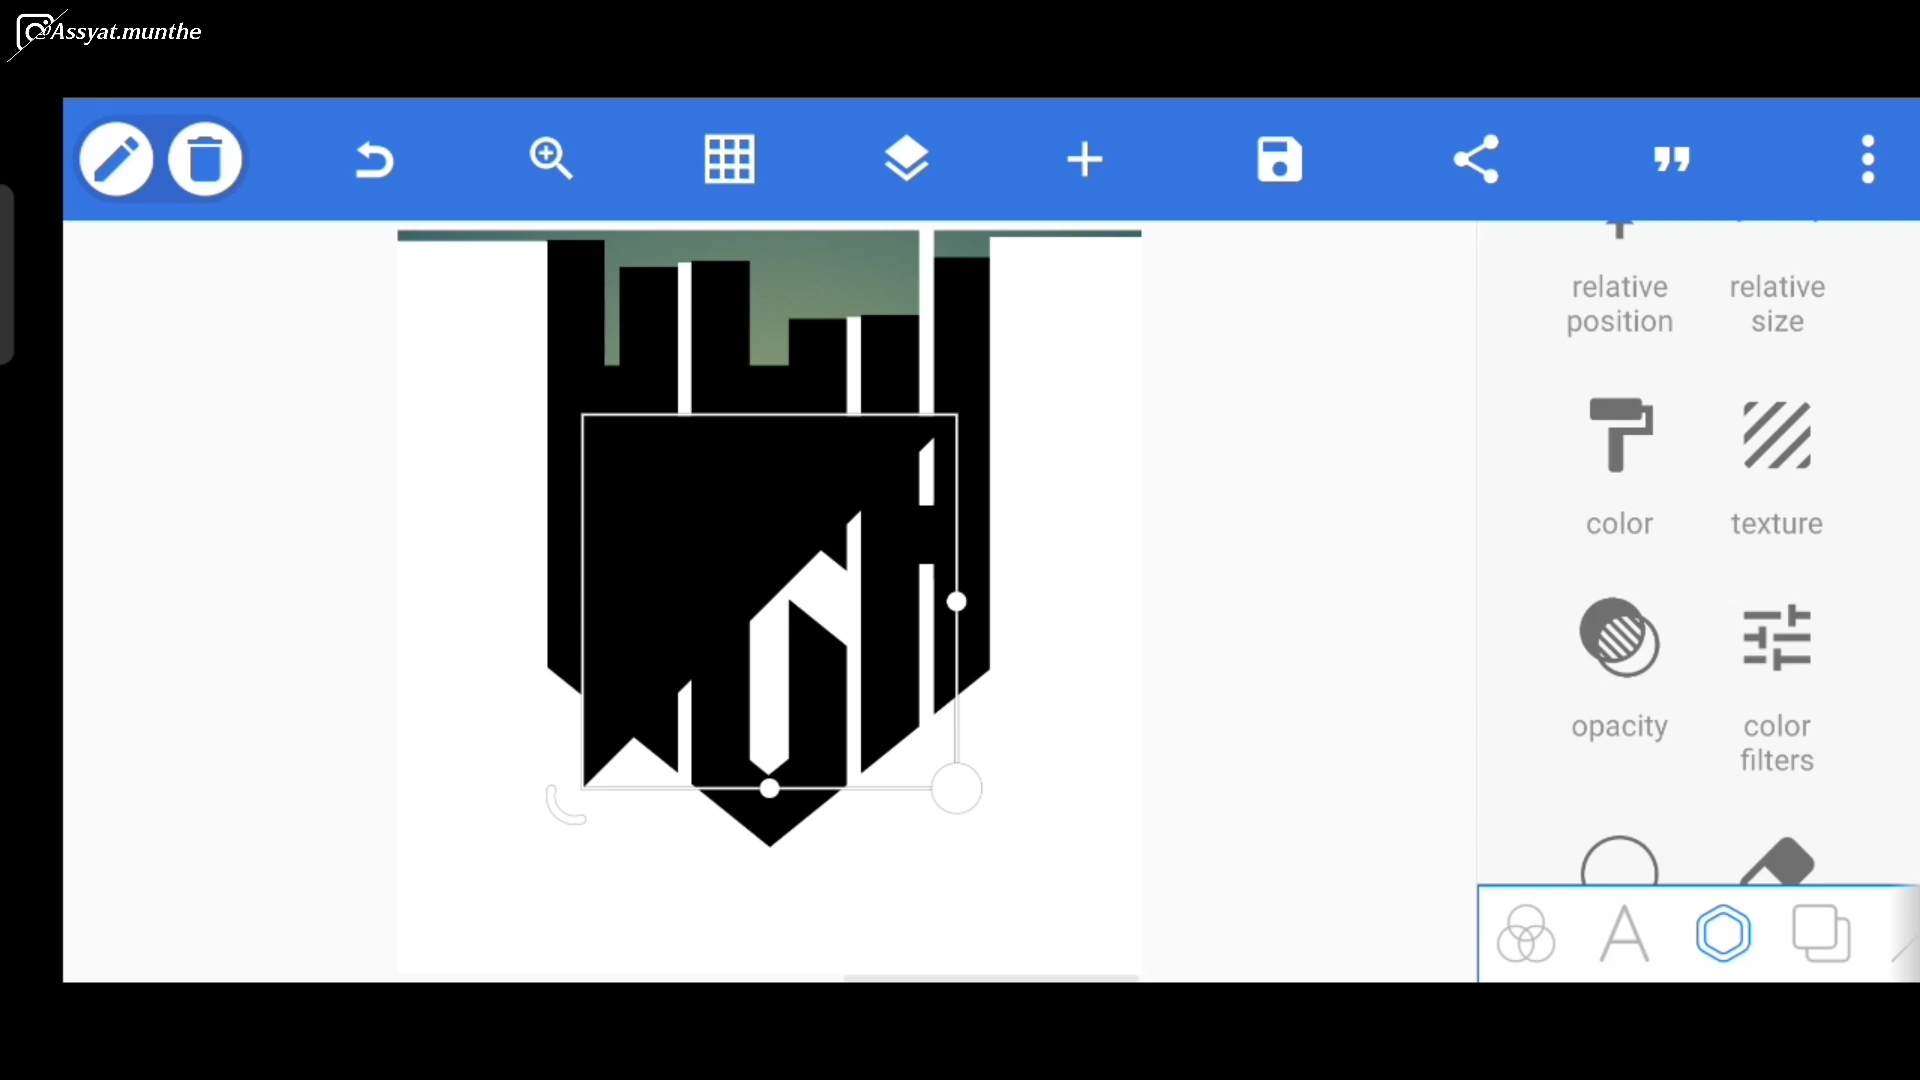 @Assyat.munthe
relative position
relative size
color
texture
opacity
color filters